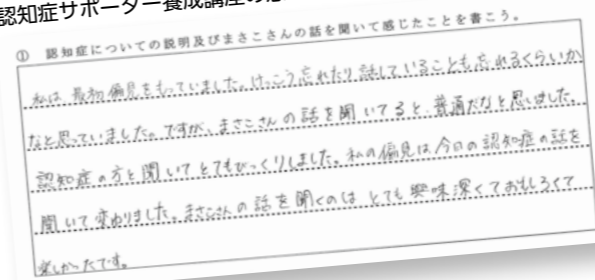 認知症サポーター養成講座の
① 認知症についての説明及びまさこさんの話を聞いて感じたことを書こう。
私は、最初偏見をもっていました。けっこう忘れたり話していることも忘れるくらいか
なと思っていました。ですが、まさこさんの話を聞いてると、普通だなと思いました。
認知症の方と聞いてとてもびっくりしました。私の偏見は今日の認知症の話を
聞いて変わりました。まさこさんの話を聞くのはとても興味深くておもしろくて
楽しかったです。